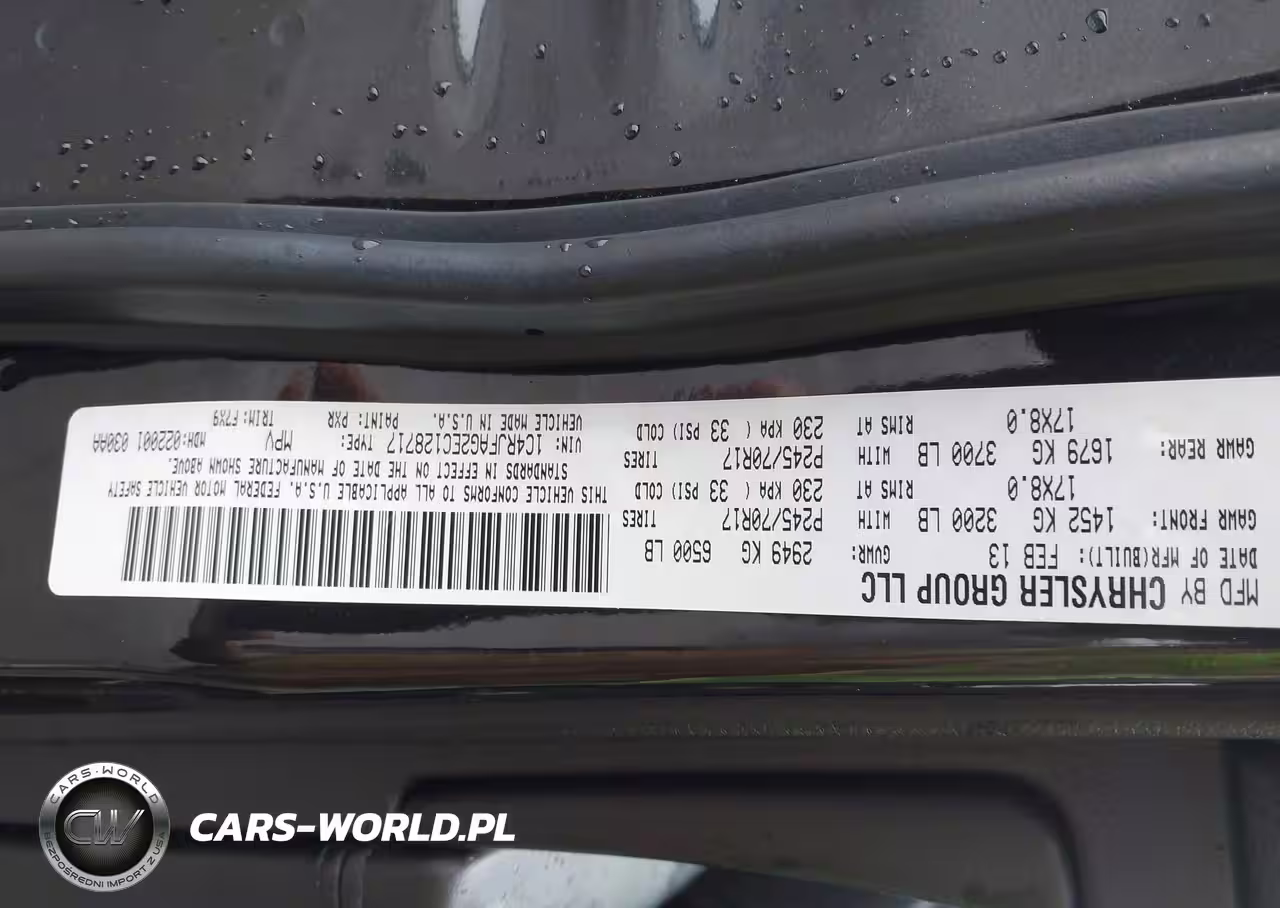 MFD BY CHRYSLER GROUP LLC
DATE OF MFR(BUILT): FEB 13 GVWR: 2949 KG 6500 LB
GAWR FRONT: 1452 KG 3200 LB WITH P245/70R17 TIRES
17X8.0 RIMS AT 230 KPA ( 33 PSI) COLD
GAWR REAR: 1679 KG 3700 LB WITH P245/70R17 TIRES
17X8.0 RIMS AT 230 KPA ( 33 PSI) COLD
THIS VEHICLE CONFORMS TO ALL APPLICABLE U.S.A. FEDERAL MOTOR VEHICLE SAFETY
STANDARDS IN EFFECT ON THE DATE OF MANUFACTURE SHOWN ABOVE.
VIN: 1C4RJFAG2EC128717 TYPE: MPV MDH:022001 030AA
VEHICLE MADE IN U.S.A. PAINT: PXR TRIM: F7X9
CARS-WORLD
CW
BEZPOŚREDNI IMPORT Z USA
CARS-WORLD.PL